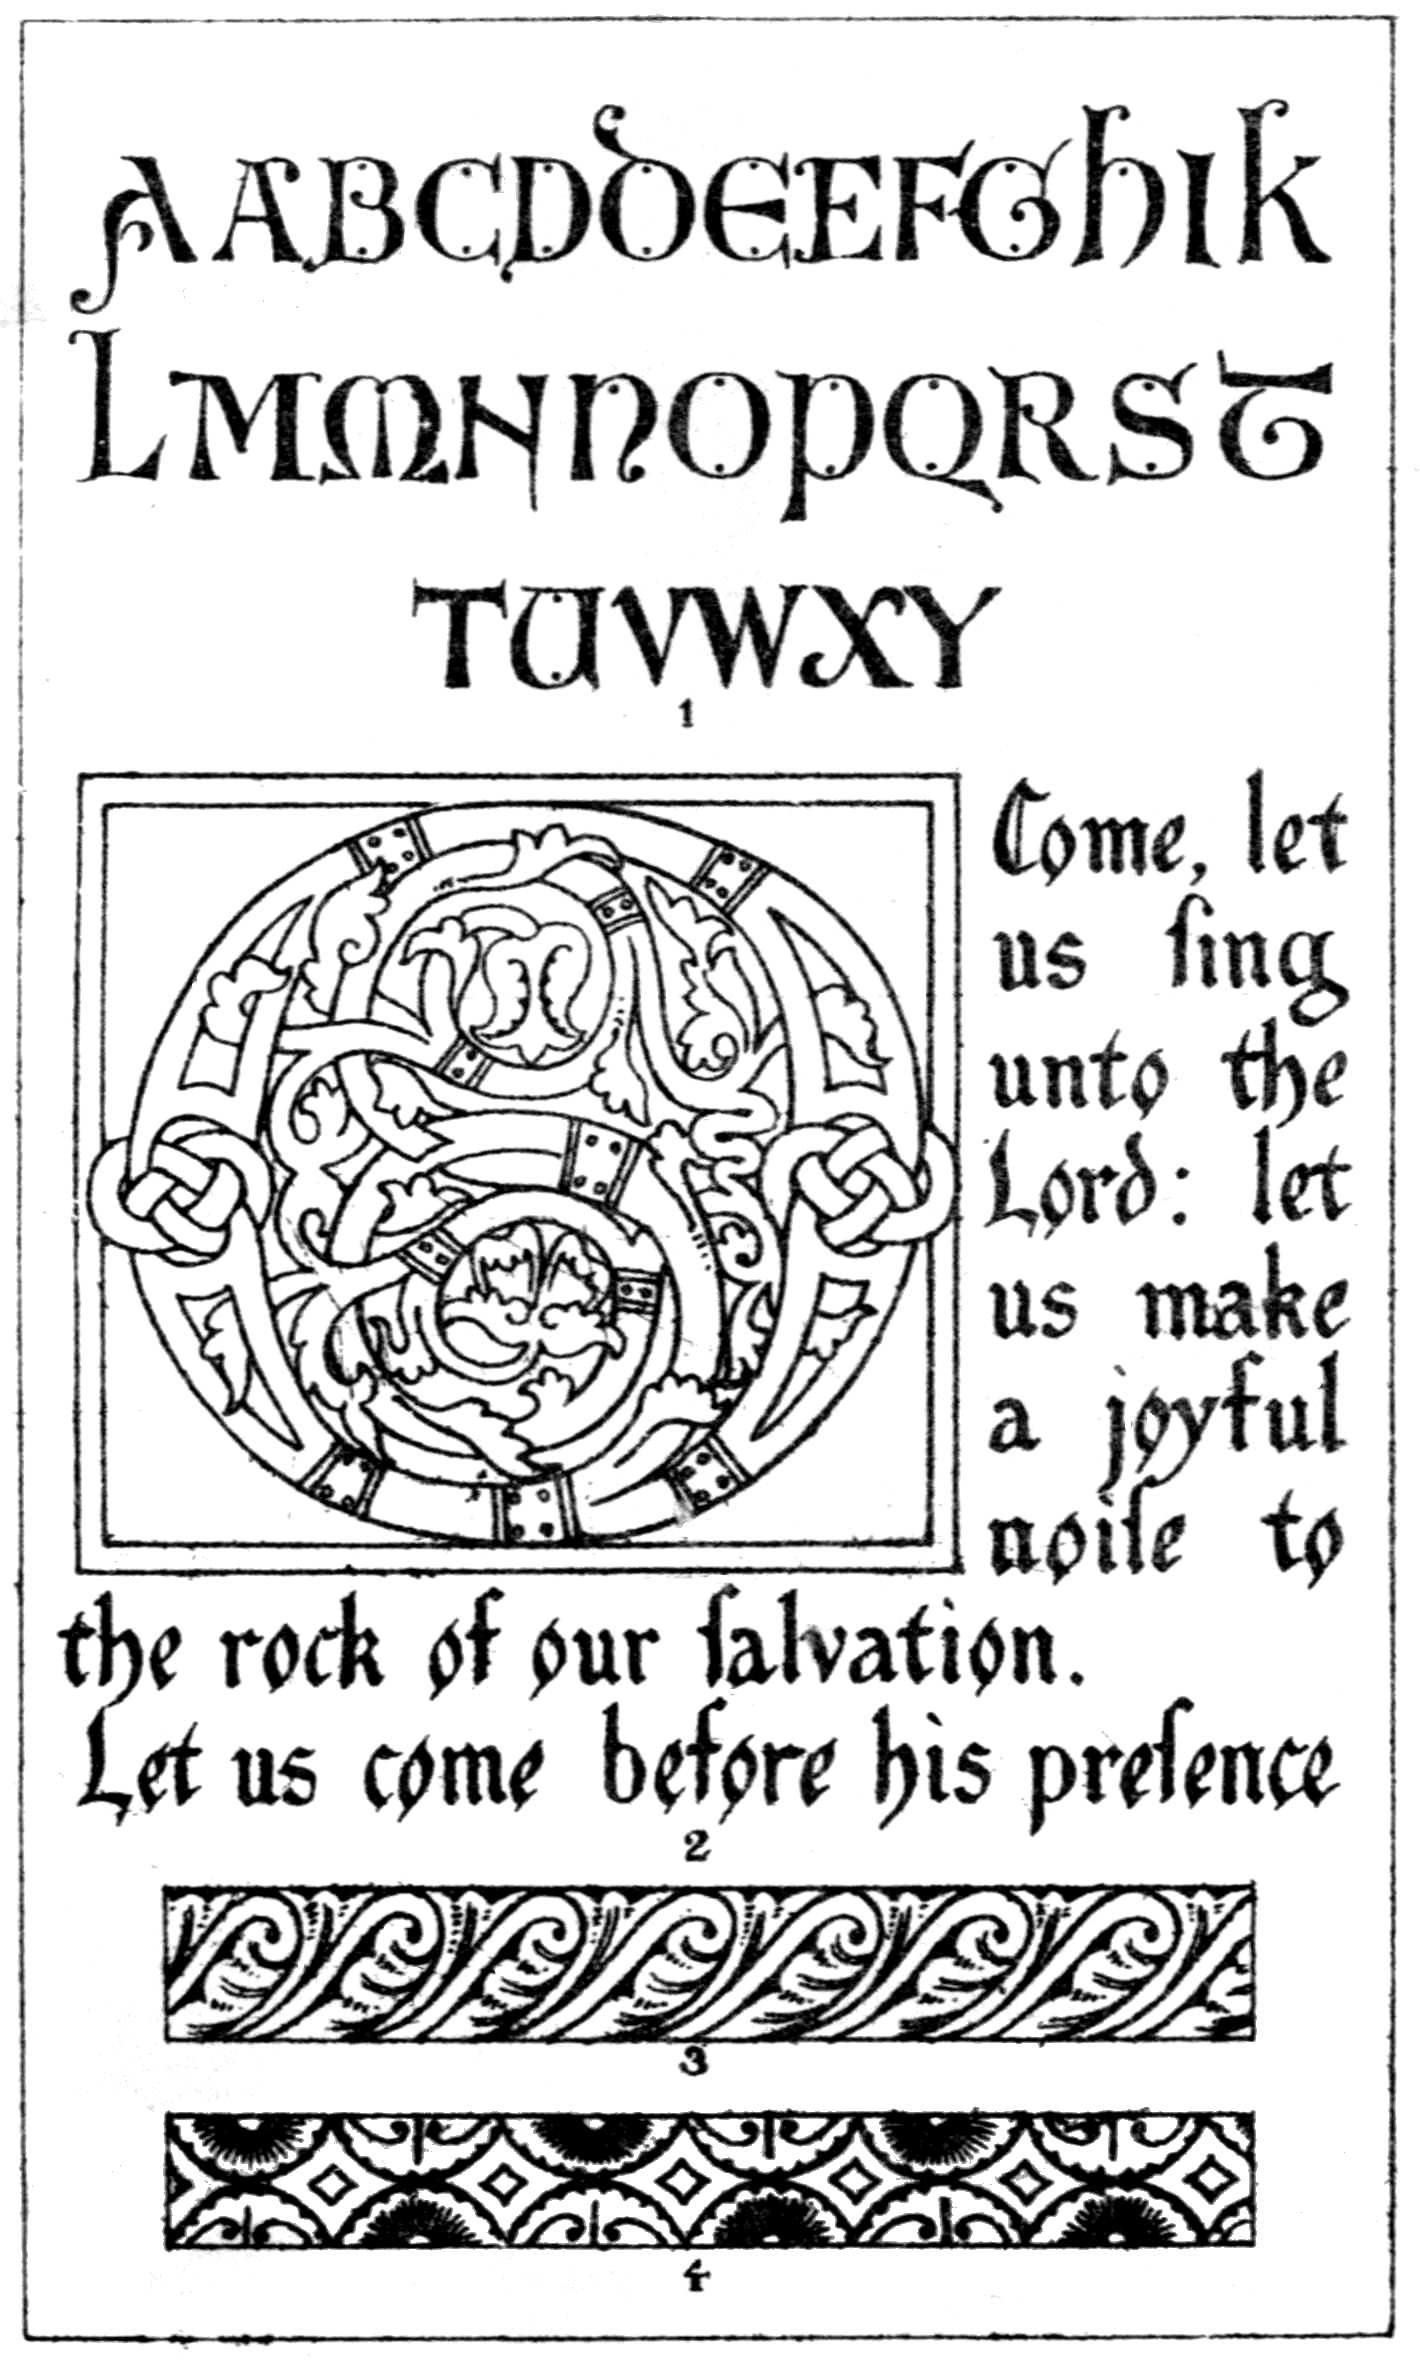 AABCDDEEFGHIK
LMMNNOPQRST
TUVWXY
1
O Come, let
us ſing
unto the
Lord: let
us make
a joyful
noiſe to
the rock of our ſalvation.
Let us come before his preſence
2
3
4